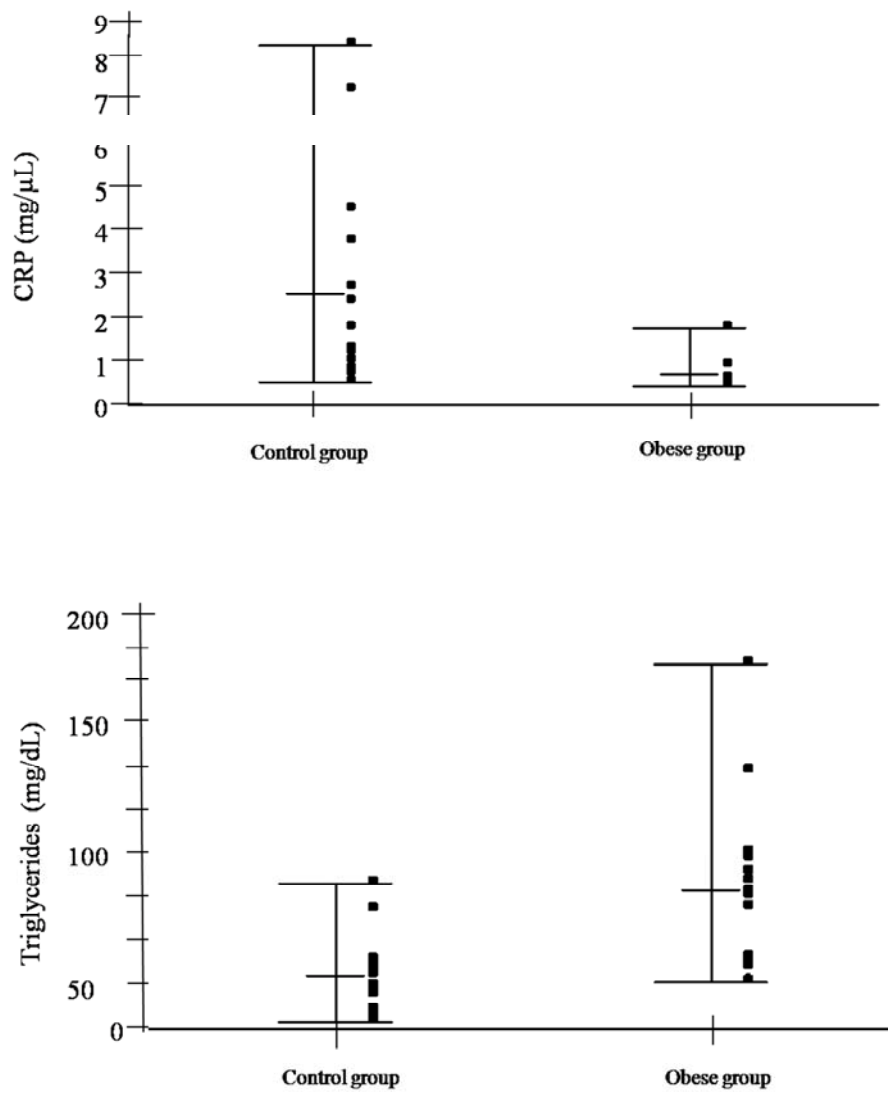 9
8
7
6
5
4
3
2
1
0
CRP (mg/µL)
Control group
Obese group
200
150
100
50
0
Triglycerides (mg/dL)
Control group
Obese group